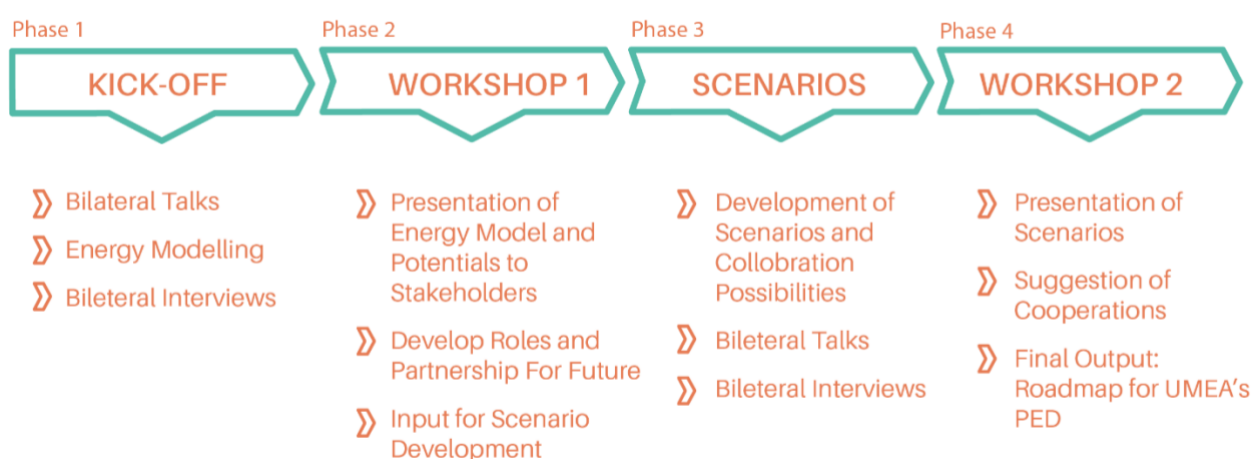 Phase 1
KICK-OFF
Bilateral Talks
Energy Modelling
Bileteral Interviews
Phase 2
WORKSHOP 1
Presentation of
Energy Model and
Potentials to
Stakeholders
Develop Roles and
Partnership For Future
Input for Scenario
Development
Phase 3
SCENARIOS
Development of
Scenarios and
Collobration
Possibilities
Bileteral Talks
Bileteral Interviews
Phase 4
WORKSHOP 2
Presentation of
Scenarios
Suggestion of
Cooperations
Final Output:
Roadmap for UMEA's
PED